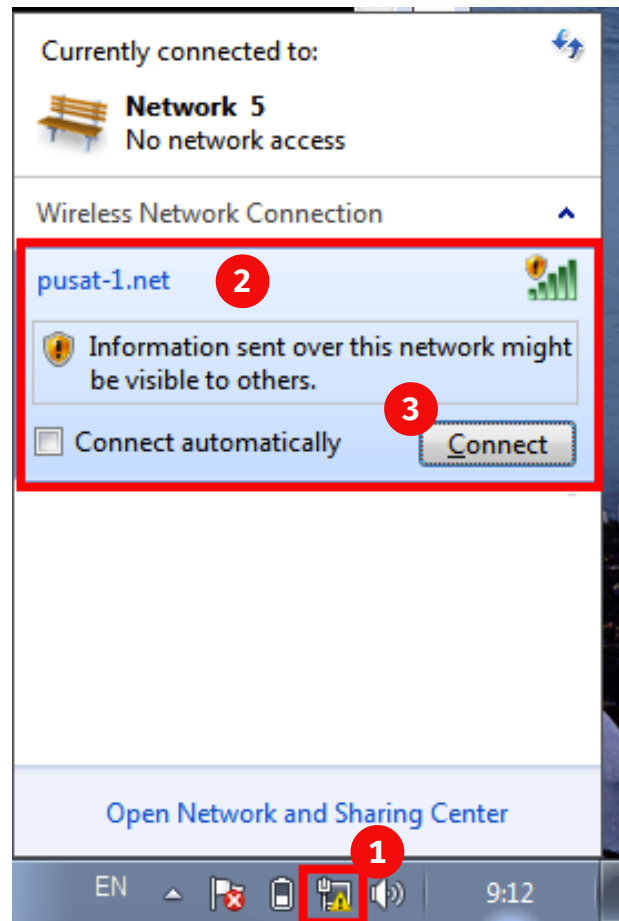 Currently connected to:
Network 5
No network access
Wireless Network Connection
pusat-1.net 2
Information sent over this network might
be visible to others.
3
Connect automatically Connect
Open Network and Sharing Center
1
EN 9:12